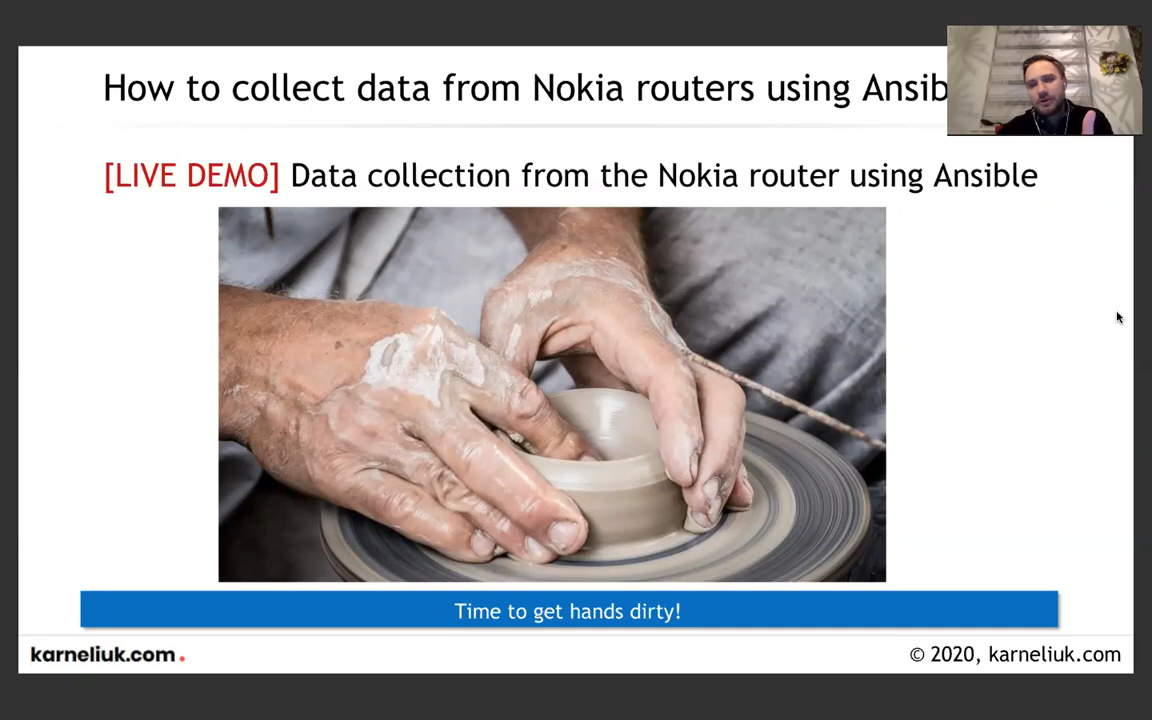 How to collect data from Nokia routers using Ansib
[LIVE DEMO] Data collection from the Nokia router using Ansible
Time to get hands dirty!
karneliuk.com.
© 2020, karneliuk.com